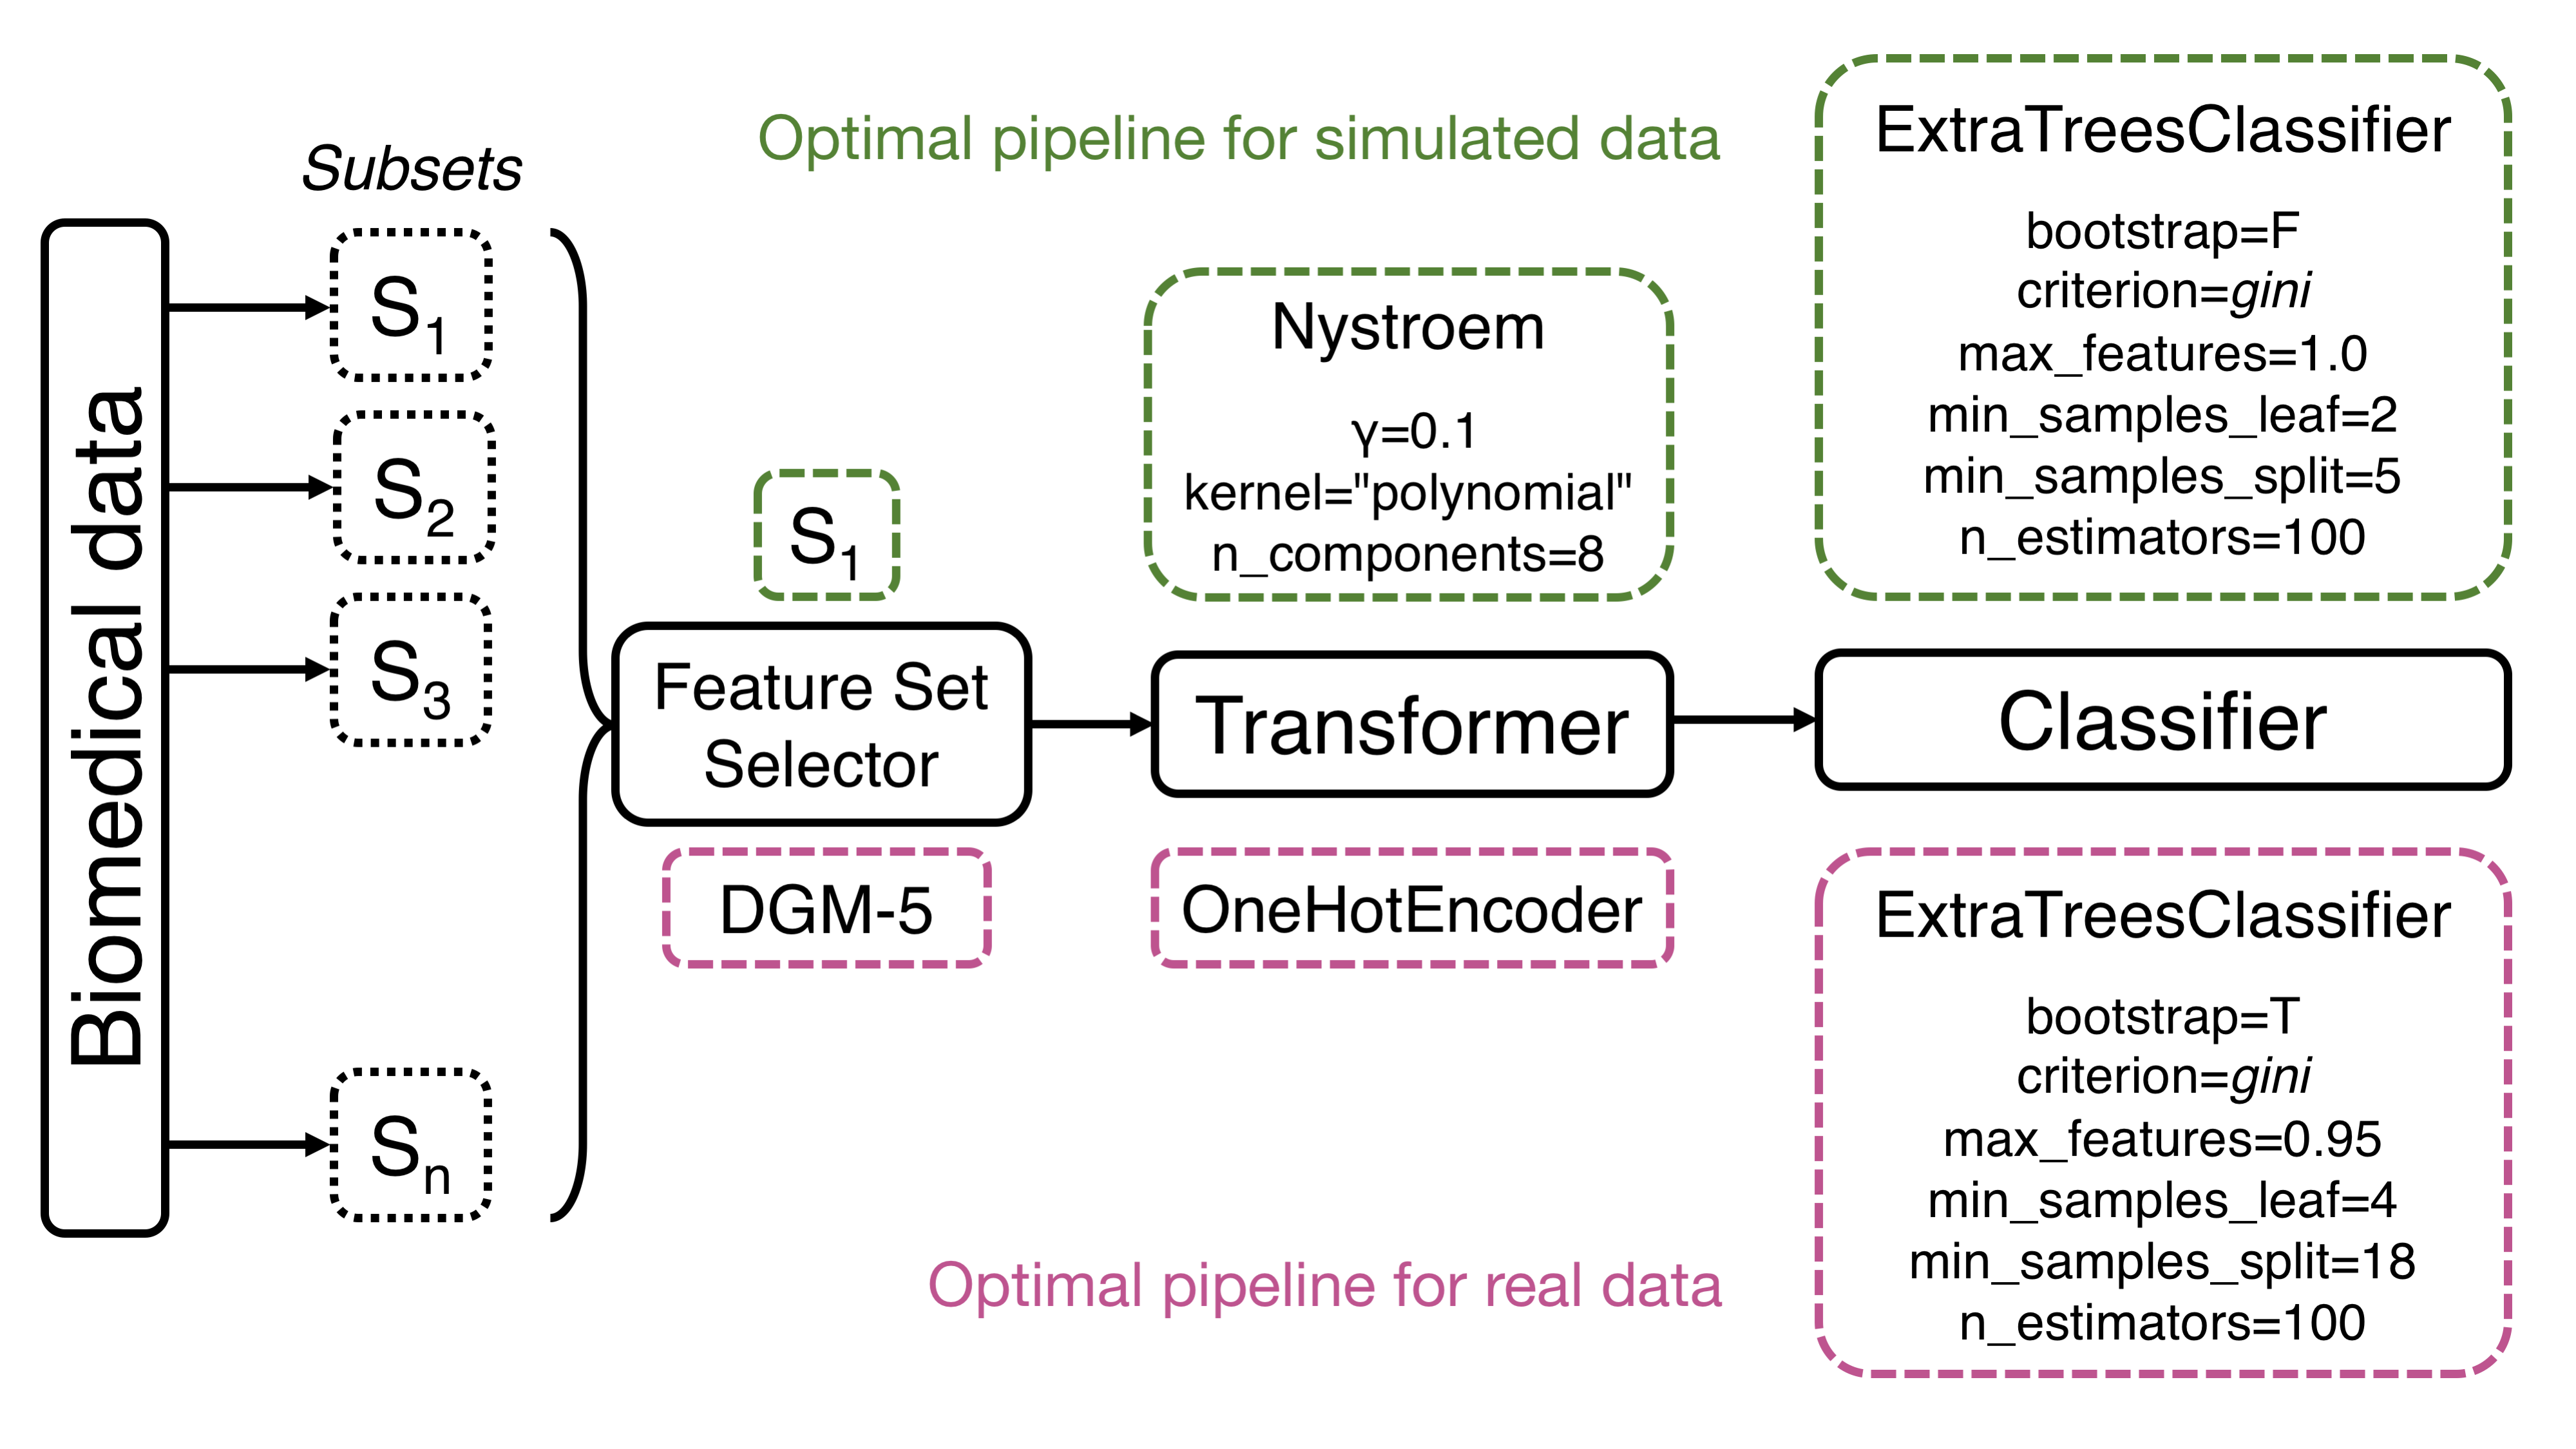 Biomedical data
Subsets
S1
S2
S3
Sn
Optimal pipeline for simulated data
S1
Feature Set
Selector
DGM-5
Nystroem
γ=0.1
kernel="polynomial"
n_components=8
Transformer
OneHotEncoder
ExtraTreesClassifier
bootstrap=F
criterion=gini
max_features=1.0
min_samples_leaf=2
min_samples_split=5
n_estimators=100
Classifier
ExtraTreesClassifier
bootstrap=T
criterion=gini
max_features=0.95
min_samples_leaf=4
min_samples_split=18
n_estimators=100
Optimal pipeline for real data